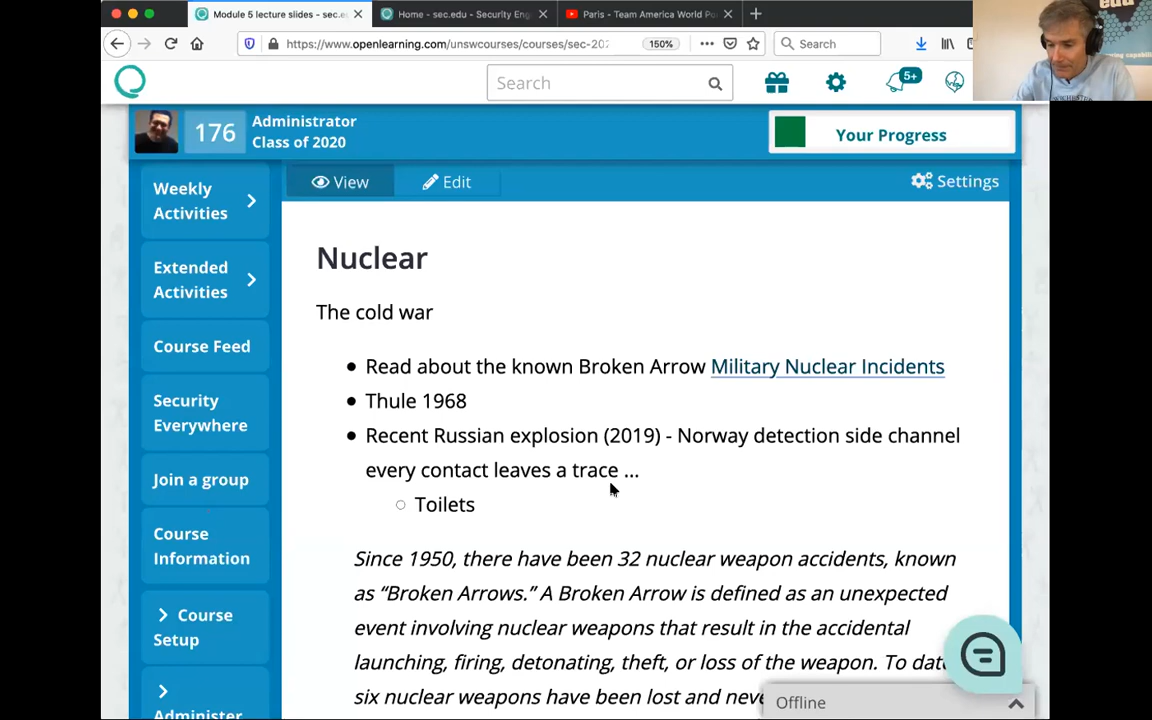 Module 5 lecture slides - sec.e
Home - sec.edu - Security Eng
Paris - Team America World Po
https://www.openlearning.com/unswcourses/courses/sec-20
150%
Search
Search
5+
176
Administrator
Class of 2020
Your Progress
View
Edit
Settings
Weekly
Activities
Extended
Activities
Course Feed
Security
Everywhere
Join a group
Course
Information
Course
Setup
Administer
Nuclear
The cold war
Read about the known Broken Arrow Military Nuclear Incidents
Thule 1968
Recent Russian explosion (2019) - Norway detection side channel
every contact leaves a trace ...
Toilets
Since 1950, there have been 32 nuclear weapon accidents, known
as “Broken Arrows.” A Broken Arrow is defined as an unexpected
event involving nuclear weapons that result in the accidental
launching, firing, detonating, theft, or loss of the weapon. To dat
six nuclear weapons have been lost and neve
Offline